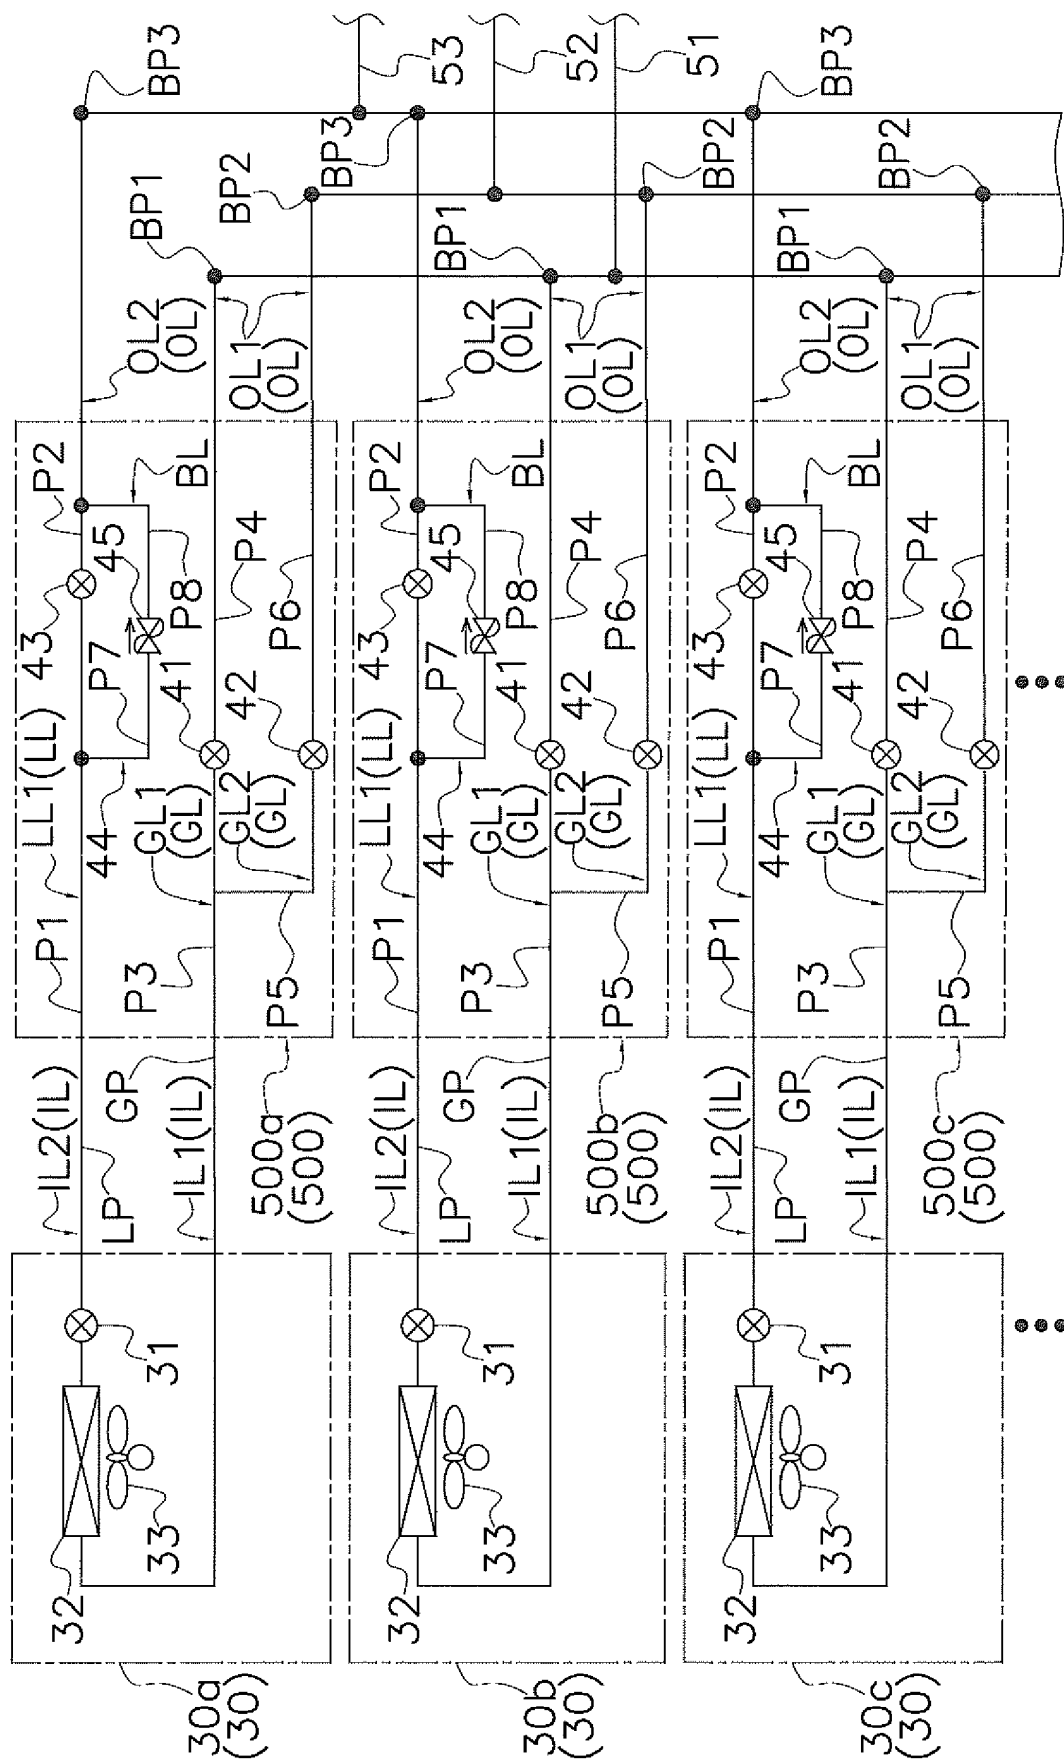 IL2(IL)
P1
LL1(LL)
43
P2
32
LP
44
P7
45
BP3
33
31
GP
P3
GL1
(GL)
41
P8
BL
OL2
(OL)
BP1
IL1(IL)
30a
(30)
500a
(500)
P5
GL2
(GL)
42
P6
P4
OL1
(OL)
BP2
BP3
53
IL2(IL)
P1
LL1(LL)
43
P2
32
LP
44
P7
45
BP1
33
31
GP
P3
GL1
(GL)
41
P8
BL
OL2
(OL)
52
IL1(IL)
30b
(30)
500b
(500)
P5
GL2
(GL)
42
P6
P4
OL1
(OL)
BP2
51
IL2(IL)
P1
LL1(LL)
43
P2
32
LP
44
P7
45
BP1
BP3
33
31
GP
P3
GL1
(GL)
41
P8
BL
OL2
(OL)
IL1(IL)
30c
(30)
500c
(500)
P5
GL2
(GL)
42
P6
P4
OL1
(OL)
BP2